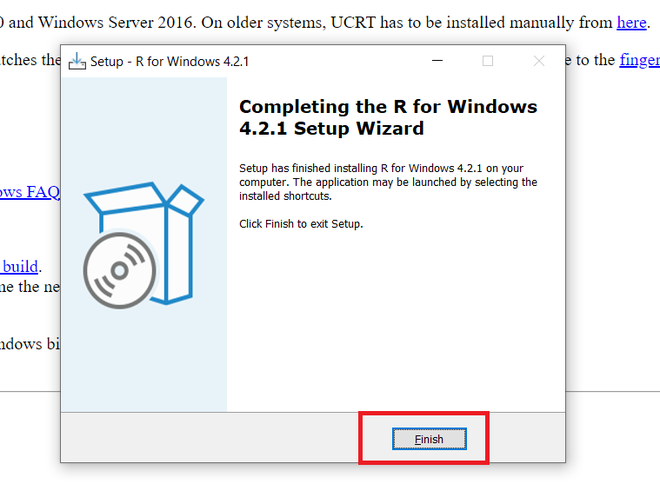 0 and Windows Server 2016. On older systems, UCRT has to be installed manually from here.
tches the
e to the finger
Setup - R for Windows 4.2.1
Completing the R for Windows
4.2.1 Setup Wizard
Setup has finished installing R for Windows 4.2.1 on your
computer. The application may be launched by selecting the
installed shortcuts.
Click Finish to exit Setup.
ows FAQ
build.
me the ne
ndows bi
Finish